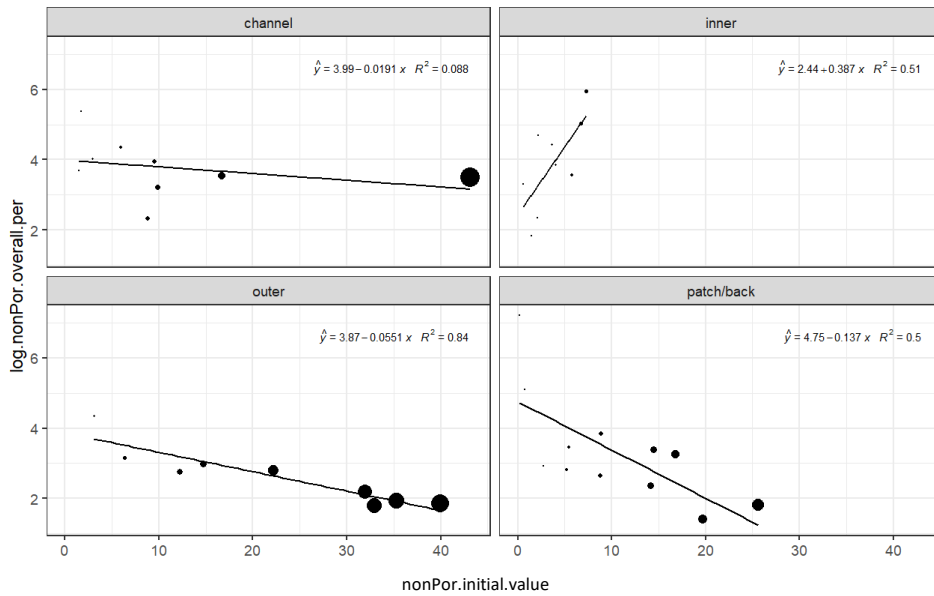 channel inner
ŷ = 3.99 − 0.0191 x R² = 0.088
ŷ = 2.44 + 0.387 x R² = 0.51
6
4
2
outer patch/back
ŷ = 3.87 − 0.0551 x R² = 0.84
ŷ = 4.75 − 0.137 x R² = 0.5
6
4
2
log.nonPor.overall.per
0 10 20 30 40 0 10 20 30 40
nonPor.initial.value